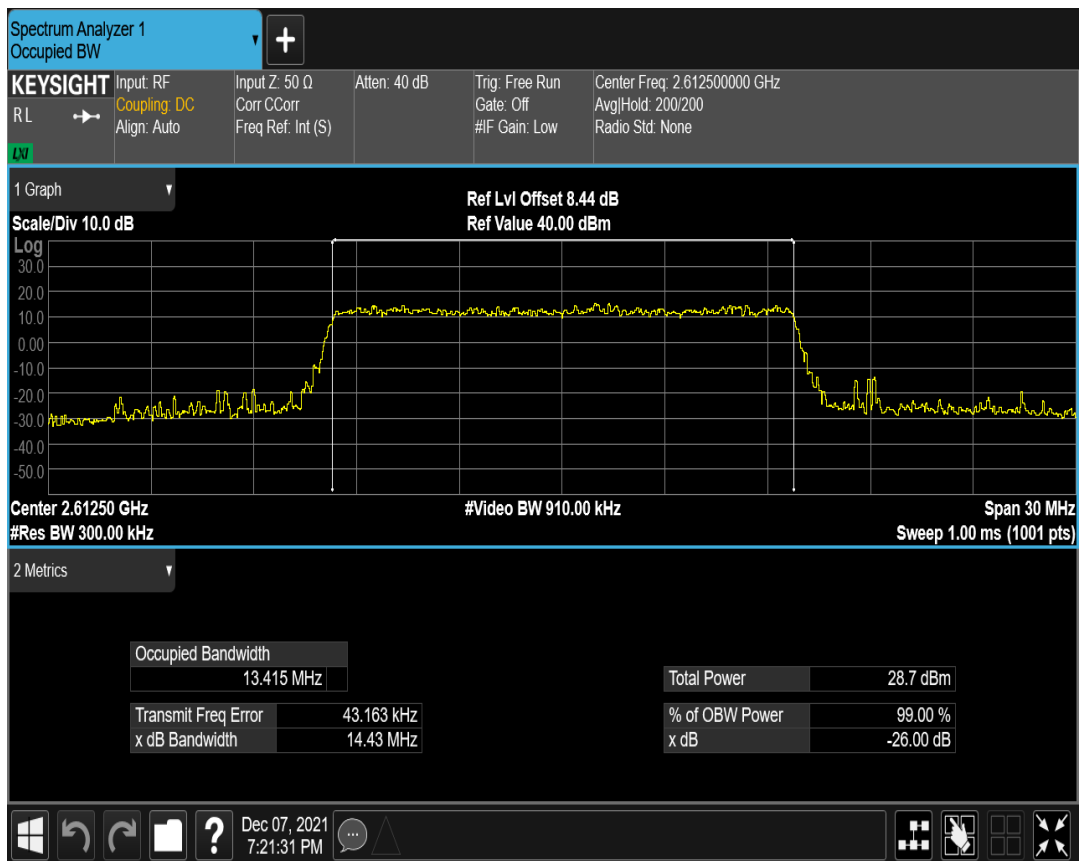 Spectrum Analyzer 1
Occupied BW
+
KEYSIGHT
RL
LXI
Input: RF
Coupling: DC
Align: Auto
Input Z: 50 Ω
Corr CCorr
Freq Ref: Int (S)
Atten: 40 dB
Trig: Free Run
Gate: Off
#IF Gain: Low
Center Freq: 2.612500000 GHz
Avg|Hold: 200/200
Radio Std: None
1 Graph
Scale/Div 10.0 dB
Ref Lvl Offset 8.44 dB
Ref Value 40.00 dBm
Log
30.0
20.0
10.0
0.00
-10.0
-20.0
-30.0
-40.0
-50.0
Center 2.61250 GHz
#Video BW 910.00 kHz
Span 30 MHz
#Res BW 300.00 kHz
Sweep 1.00 ms (1001 pts)
2 Metrics
Occupied Bandwidth
13.415 MHz
Total Power 28.7 dBm
Transmit Freq Error 43.163 kHz
% of OBW Power 99.00 %
x dB Bandwidth 14.43 MHz
x dB -26.00 dB
?
Dec 07, 2021
7:21:31 PM